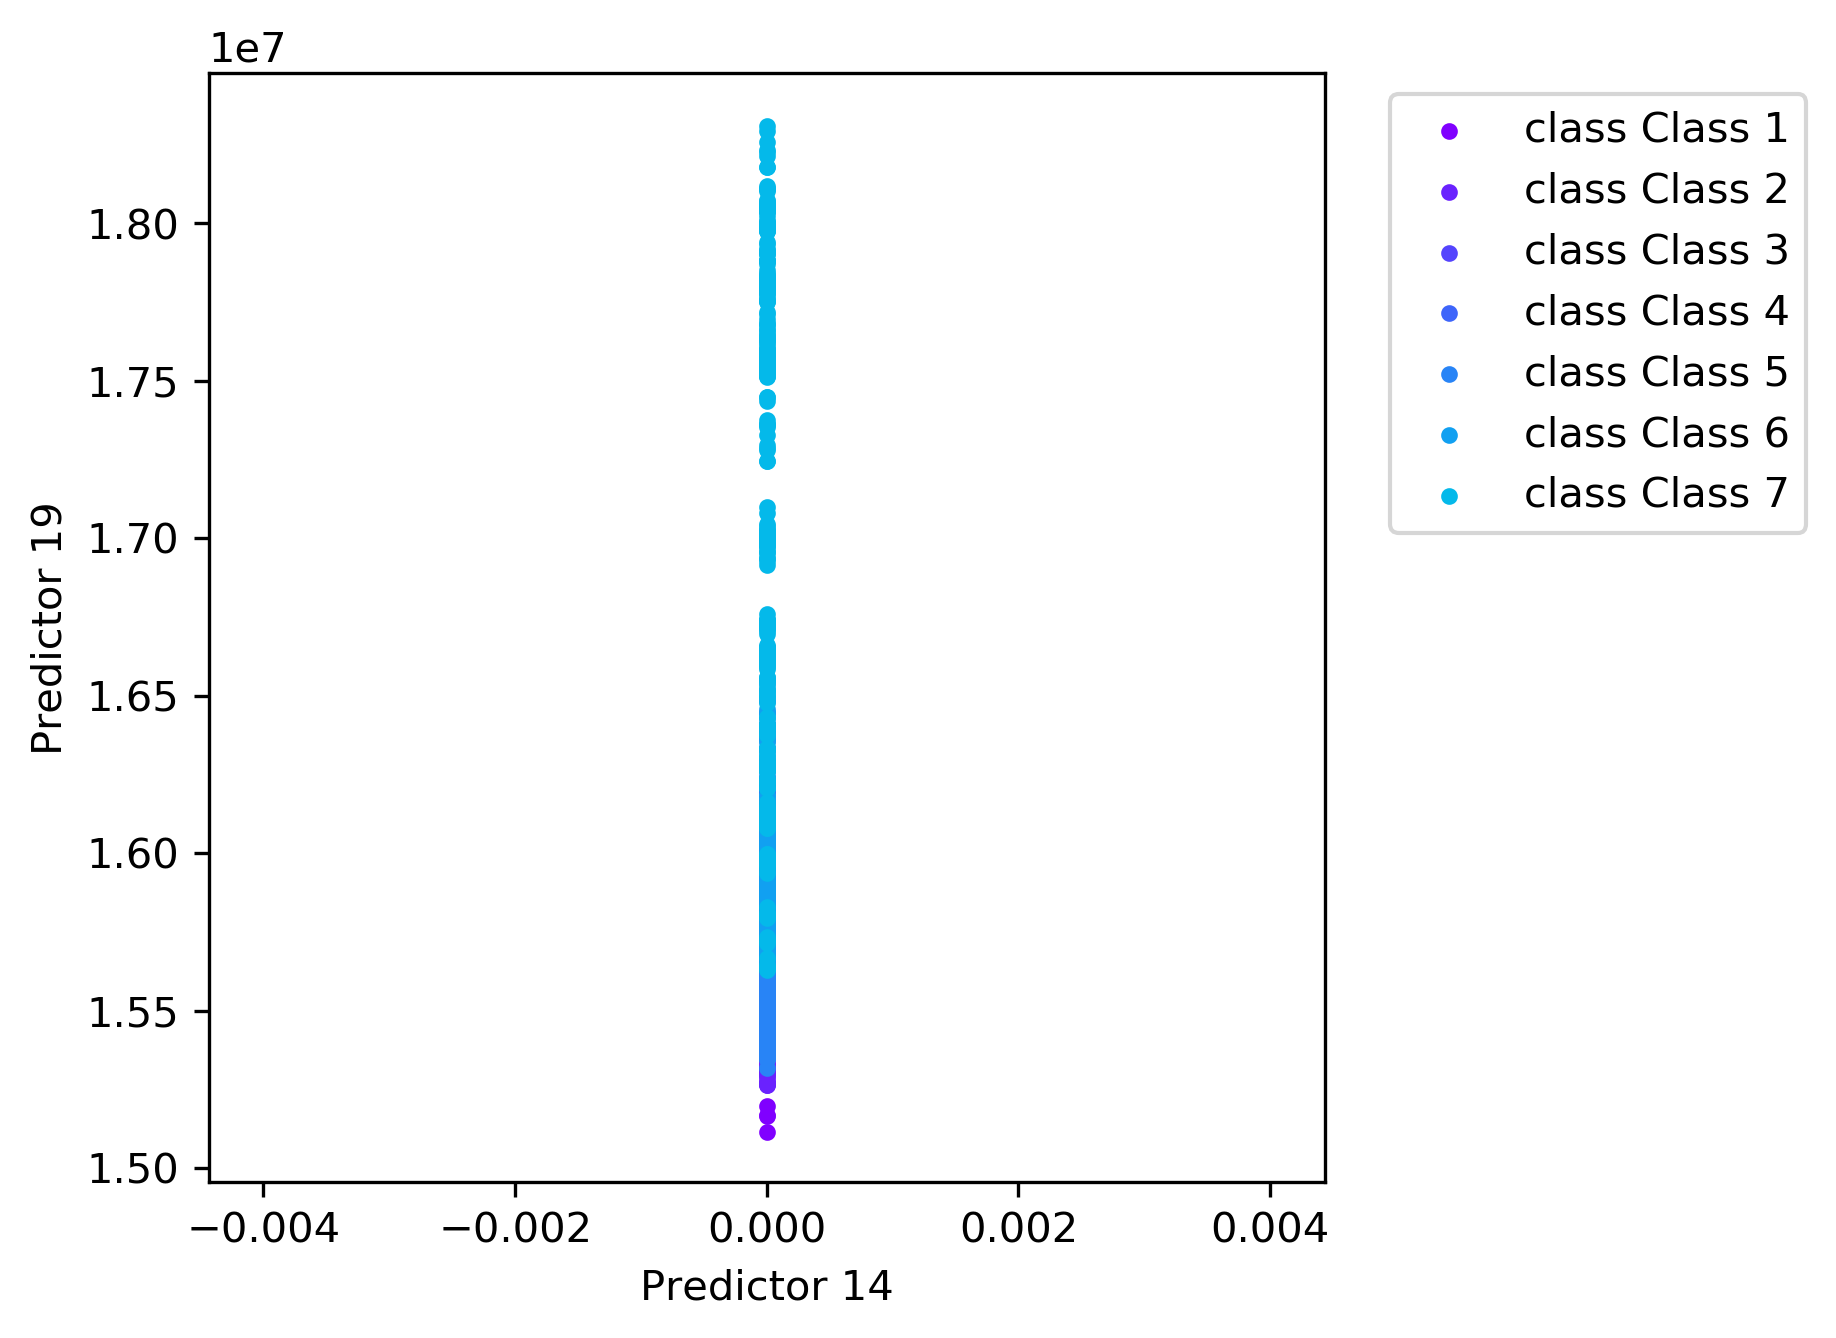 1e7
1.80
1.75
1.70
1.65
1.60
1.55
1.50
Predictor 19
−0.004
−0.002
0.000
0.002
0.004
Predictor 14
class Class 1
class Class 2
class Class 3
class Class 4
class Class 5
class Class 6
class Class 7